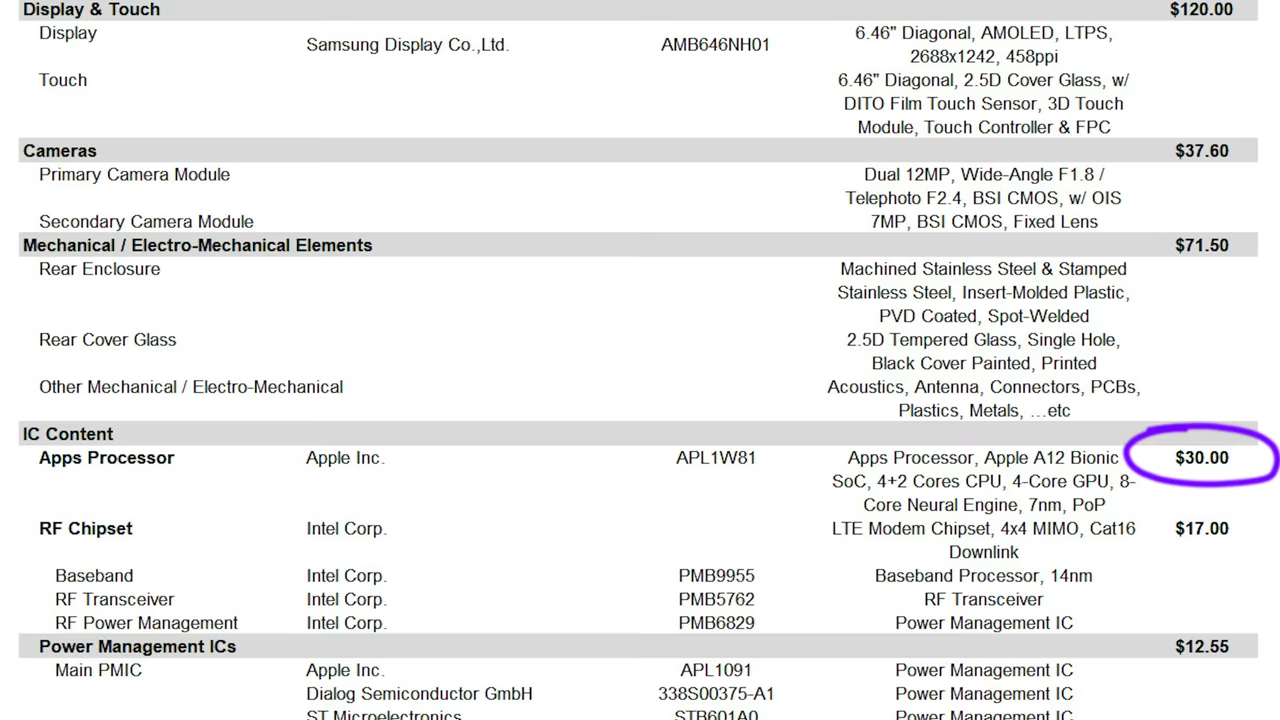 Display & Touch $120.00
Display Samsung Display Co.,Ltd. AMB646NH01 6.46" Diagonal, AMOLED, LTPS,
2688x1242, 458ppi
Touch 6.46" Diagonal, 2.5D Cover Glass, w/
DITO Film Touch Sensor, 3D Touch
Module, Touch Controller & FPC
Cameras $37.60
Primary Camera Module Dual 12MP, Wide-Angle F1.8 /
Telephoto F2.4, BSI CMOS, w/ OIS
Secondary Camera Module 7MP, BSI CMOS, Fixed Lens
Mechanical / Electro-Mechanical Elements $71.50
Rear Enclosure Machined Stainless Steel & Stamped
Stainless Steel, Insert-Molded Plastic,
PVD Coated, Spot-Welded
Rear Cover Glass 2.5D Tempered Glass, Single Hole,
Black Cover Painted, Printed
Other Mechanical / Electro-Mechanical Acoustics, Antenna, Connectors, PCBs,
Plastics, Metals, …etc
IC Content
Apps Processor Apple Inc. APL1W81 Apps Processor, Apple A12 Bionic $30.00
SoC, 4+2 Cores CPU, 4-Core GPU, 8-
Core Neural Engine, 7nm, PoP
RF Chipset Intel Corp. LTE Modem Chipset, 4x4 MIMO, Cat16 $17.00
Downlink
Baseband Intel Corp. PMB9955 Baseband Processor, 14nm
RF Transceiver Intel Corp. PMB5762 RF Transceiver
RF Power Management Intel Corp. PMB6829 Power Management IC
Power Management ICs $12.55
Main PMIC Apple Inc. APL1091 Power Management IC
Dialog Semiconductor GmbH 338S00375-A1 Power Management IC
ST Microelectronics STB601A0 Power Management IC